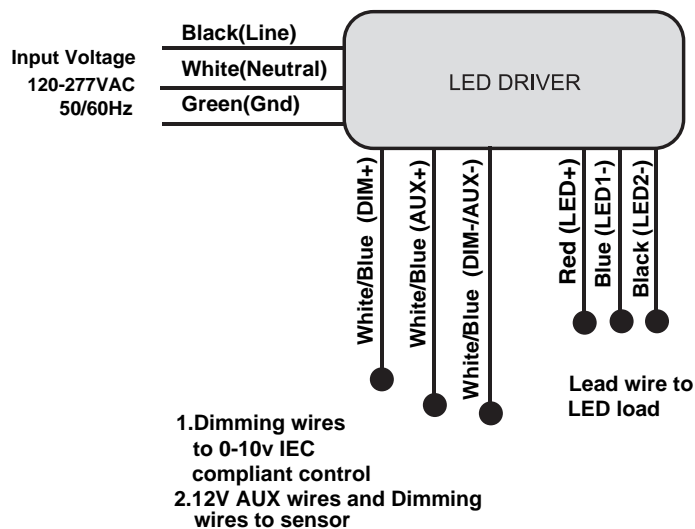 Black(Line)
Input Voltage
120-277VAC
50/60Hz
White(Neutral)
Green(Gnd)
LED DRIVER
White/Blue (DIM+)
White/Blue (AUX+)
White/Blue (DIM-/AUX-)
Red (LED+)
Blue (LED1-)
Black (LED2-)
Lead wire to
LED load
1.Dimming wires
to 0-10v IEC
compliant control
2.12V AUX wires and Dimming
wires to sensor